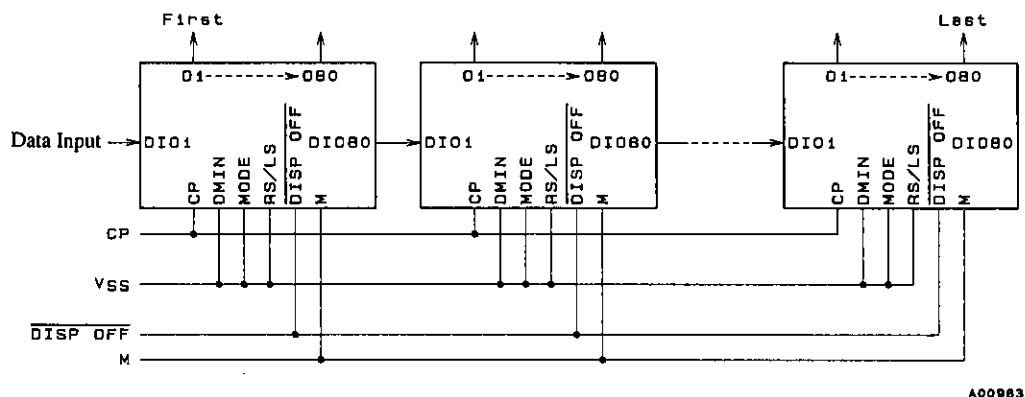 First
Last
O1 O80
O1 O80
O1 O80
Data Input DIO1 DIO80
DIO1 DIO80
DIO1 DIO80
CP DMIN MODE RS/LS DISP OFF M
CP DMIN MODE RS/LS DISP OFF M
CP DMIN MODE RS/LS DISP OFF M
CP
VSS
DISP OFF
M
A00963